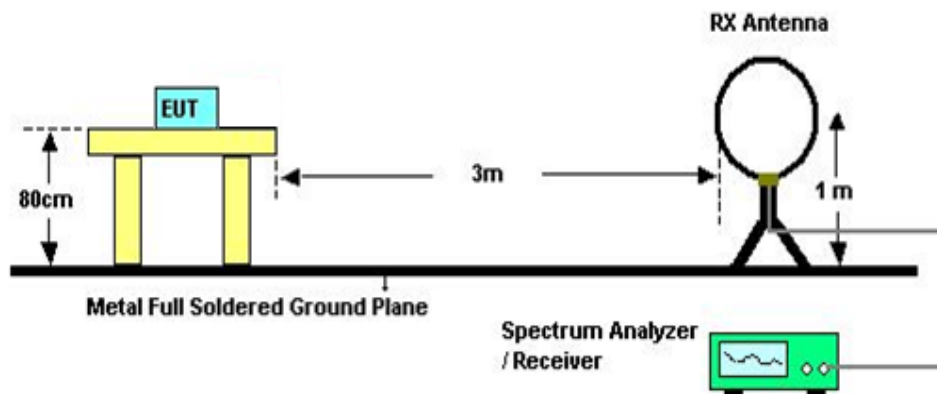 RX Antenna
EUT
3m
80cm
1 m
Metal Full Soldered Ground Plane
Spectrum Analyzer
/ Receiver